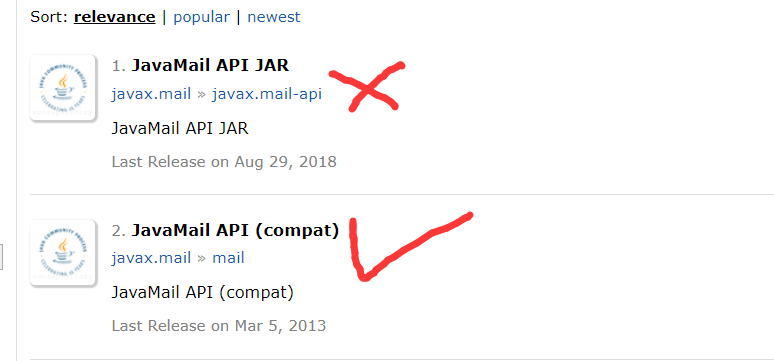 Sort: relevance | popular | newest
1. JavaMail API JAR
javax.mail » javax.mail-api
JavaMail API JAR
Last Release on Aug 29, 2018
2. JavaMail API (compat)
javax.mail » mail
JavaMail API (compat)
Last Release on Mar 5, 2013